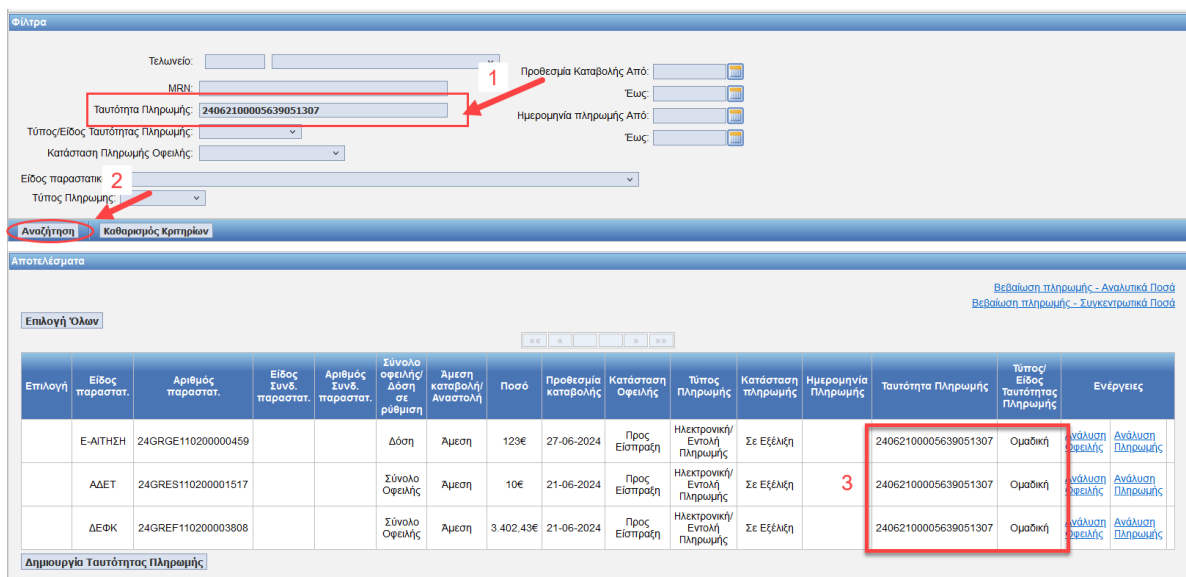 Φίλτρα
Τελωνείο:
MRN:
Ταυτότητα Πληρωμής: 24062100005639051307
Τύπος/Είδος Ταυτότητας Πληρωμής:
Κατάσταση Πληρωμής Οφειλής:
Προθεσμία Καταβολής Από:
Έως:
Ημερομηνία πληρωμής Από:
Έως:
1
Είδος παραστατικ
2
Τύπος Πληρωμής:
Αναζήτηση Καθαρισμός Κριτηρίων
Αποτελέσματα
Βεβαίωση πληρωμής - Αναλυτικά Ποσά
Βεβαίωση πληρωμής - Συγκεντρωτικά Ποσά
Επιλογή Όλων
<< < > >>
Επιλογή
Είδος
παραστατ.
Αριθμός
παραστατ.
Είδος
Συνδ.
παραστατ.
Αριθμός
Συνδ.
παραστατ.
Σύνολο
οφειλής/
Δόση
σε
ρύθμιση
Άμεση
καταβολή/
Αναστολή
Ποσό
Προθεσμία
καταβολής
Κατάσταση
Οφειλής
Τύπος
Πληρωμής
Κατάσταση
πληρωμής
Ημερομηνία
Πληρωμής
Ταυτότητα Πληρωμής
Τύπος/
Είδος
Ταυτότητας
Πληρωμής
Ενέργειες
Ε-ΑΙΤΗΣΗ
24GRGE110200000459
Δόση
Άμεση
123€
27-06-2024
Προς
Είσπραξη
Ηλεκτρονική/
Εντολή
Πληρωμής
Σε Εξέλιξη
24062100005639051307
Ομαδική
Ανάλυση
Οφειλής
Ανάλυση
Πληρωμής
ΑΔΕΤ
24GRES110200001517
Σύνολο
Οφειλής
Άμεση
10€
21-06-2024
Προς
Είσπραξη
Ηλεκτρονική/
Εντολή
Πληρωμής
Σε Εξέλιξη
3
24062100005639051307
Ομαδική
Ανάλυση
Οφειλής
Ανάλυση
Πληρωμής
ΔΕΦΚ
24GREF110200003808
Σύνολο
Οφειλής
Άμεση
3.402,43€
21-06-2024
Προς
Είσπραξη
Ηλεκτρονική/
Εντολή
Πληρωμής
Σε Εξέλιξη
24062100005639051307
Ομαδική
Ανάλυση
Οφειλής
Ανάλυση
Πληρωμής
Δημιουργία Ταυτότητας Πληρωμής